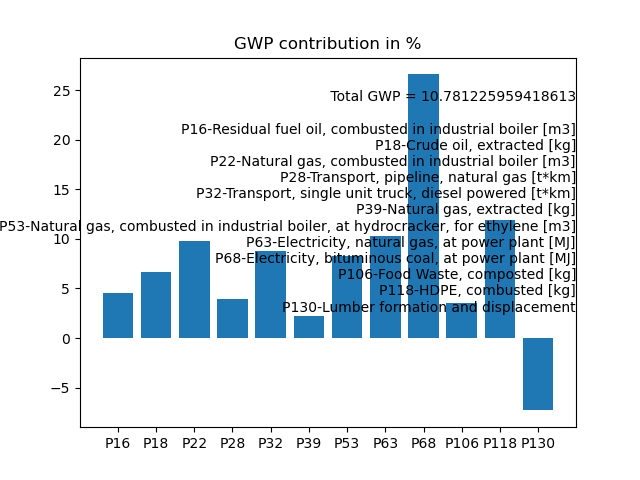 GWP contribution in %
25
20
15
10
5
0
−5
Total GWP = 10.781225959418613
P16-Residual fuel oil, combusted in industrial boiler [m3]
P18-Crude oil, extracted [kg]
P22-Natural gas, combusted in industrial boiler [m3]
P28-Transport, pipeline, natural gas [t*km]
P32-Transport, single unit truck, diesel powered [t*km]
P39-Natural gas, extracted [kg]
P53-Natural gas, combusted in industrial boiler, at hydrocracker, for ethylene [m3]
P63-Electricity, natural gas, at power plant [MJ]
P68-Electricity, bituminous coal, at power plant [MJ]
P106-Food Waste, composted [kg]
P118-HDPE, combusted [kg]
P130-Lumber formation and displacement
P16 P18 P22 P28 P32 P39 P53 P63 P68 P106 P118 P130